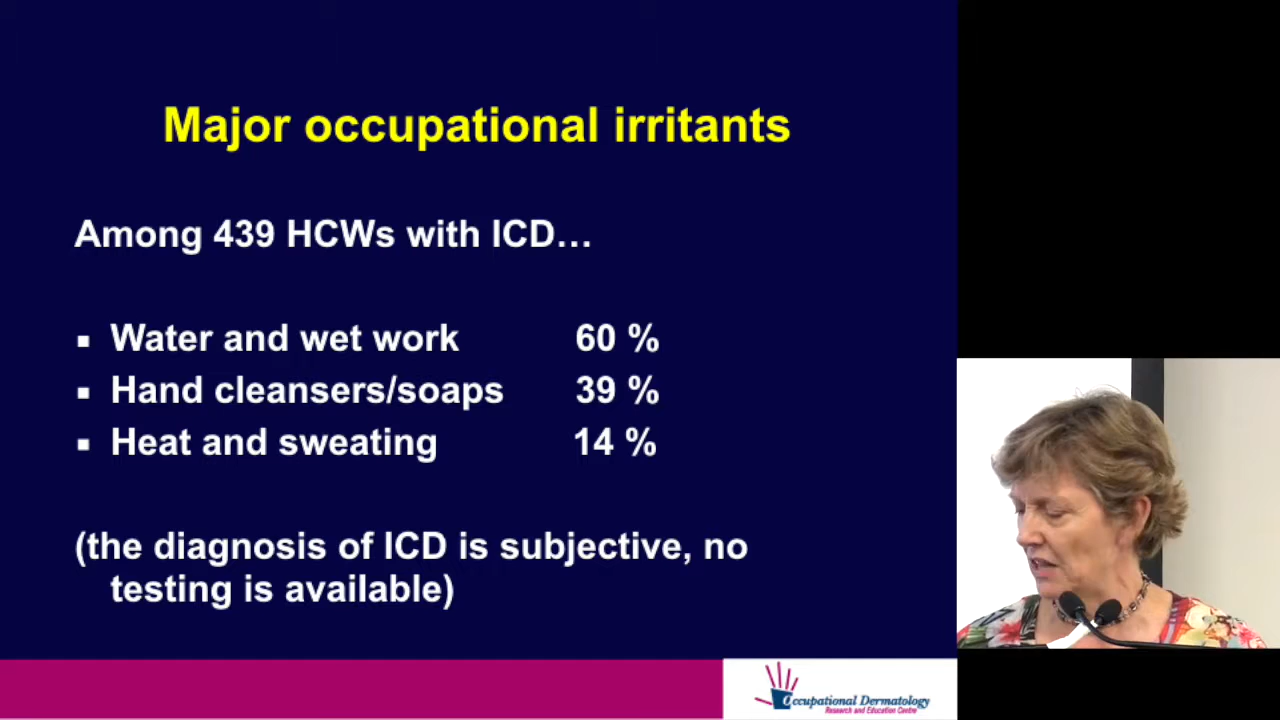 Major occupational irritants
Among 439 HCWs with ICD…
▪ Water and wet work 60 %
▪ Hand cleansers/soaps 39 %
▪ Heat and sweating 14 %
(the diagnosis of ICD is subjective, no
testing is available)
Occupational Dermatology
Research and Education Centre